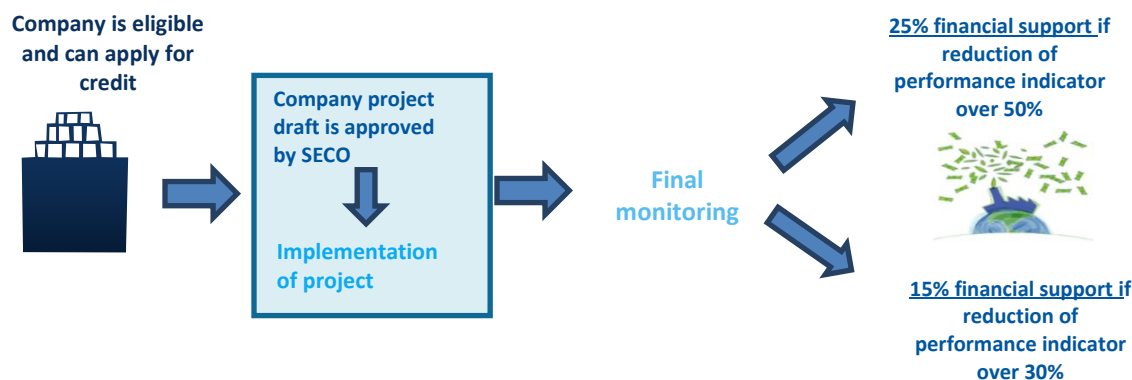 Company is eligible
and can apply for
credit
Company project
draft is approved
by SECO
Implementation
of project
Final
monitoring
25% financial support if
reduction of
performance indicator
over 50%
15% financial support if
reduction of
performance indicator
over 30%